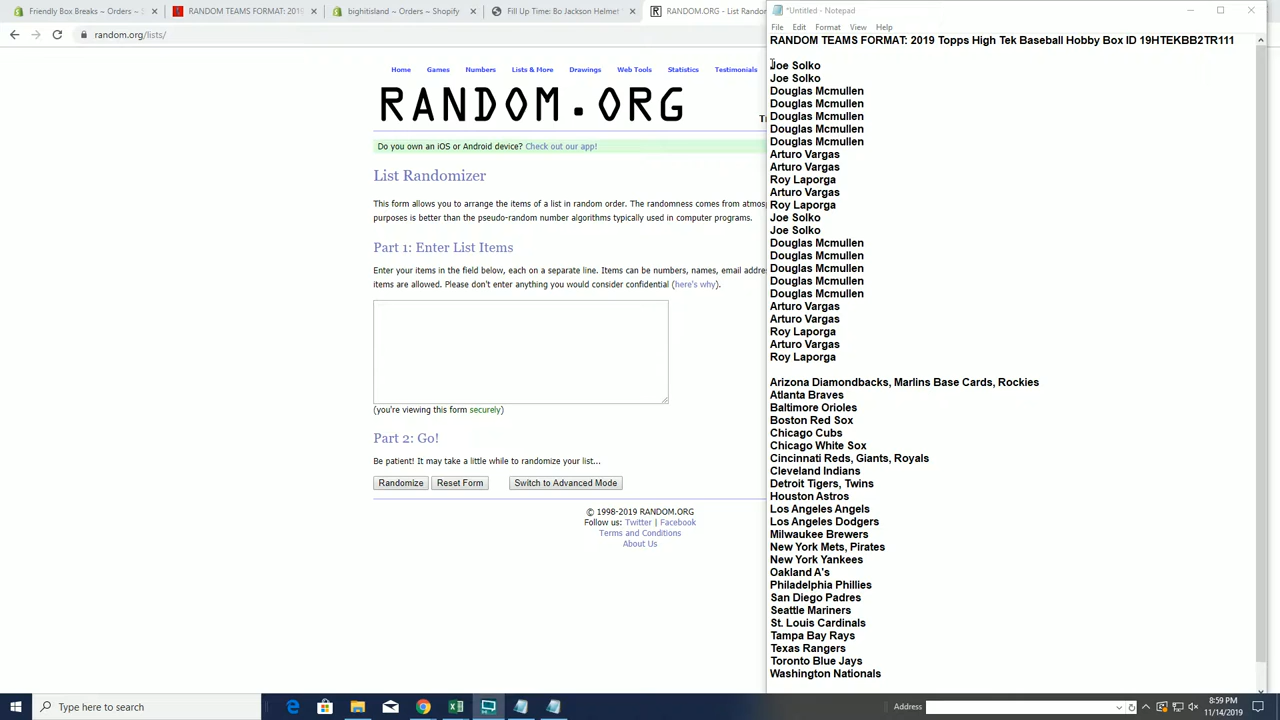 Friendly Box Breaks ~ Orders ~
RANDOM TEAMS FORMAT: 2019
bighitisland ~ Orders ~ Shopify
Fill Up Time: Bo Jackson Helmet
RANDOM.ORG - List Rando
random.org/lists/
Home Games Numbers Lists & More Drawings Web Tools Statistics Testimonials
RANDOM.ORG
Do you own an iOS or Android device? Check out our app!
List Randomizer
This form allows you to arrange the items of a list in random order. The randomness comes from atmosp
purposes is better than the pseudo-random number algorithms typically used in computer programs.
Part 1: Enter List Items
Enter your items in the field below, each on a separate line. Items can be numbers, names, email addre
items are allowed. Please don't enter anything you would consider confidential (here's why).
(you're viewing this form securely)
Part 2: Go!
Be patient! It may take a little while to randomize your list...
Randomize Reset Form Switch to Advanced Mode
© 1998-2019 RANDOM.ORG
Follow us: Twitter | Facebook
Terms and Conditions
About Us
*Untitled - Notepad
File Edit Format View Help
RANDOM TEAMS FORMAT: 2019 Topps High Tek Baseball Hobby Box ID 19HTEKBB2TR111
Joe Solko
Joe Solko
Douglas Mcmullen
Douglas Mcmullen
Douglas Mcmullen
Douglas Mcmullen
Douglas Mcmullen
Arturo Vargas
Arturo Vargas
Roy Laporga
Arturo Vargas
Roy Laporga
Joe Solko
Joe Solko
Douglas Mcmullen
Douglas Mcmullen
Douglas Mcmullen
Douglas Mcmullen
Douglas Mcmullen
Arturo Vargas
Arturo Vargas
Roy Laporga
Arturo Vargas
Roy Laporga
Arizona Diamondbacks, Marlins Base Cards, Rockies
Atlanta Braves
Baltimore Orioles
Boston Red Sox
Chicago Cubs
Chicago White Sox
Cincinnati Reds, Giants, Royals
Cleveland Indians
Detroit Tigers, Twins
Houston Astros
Los Angeles Angels
Los Angeles Dodgers
Milwaukee Brewers
New York Mets, Pirates
New York Yankees
Oakland A's
Philadelphia Phillies
San Diego Padres
Seattle Mariners
St. Louis Cardinals
Tampa Bay Rays
Texas Rangers
Toronto Blue Jays
Washington Nationals
Type here to search
Address
8:59 PM
11/14/2019